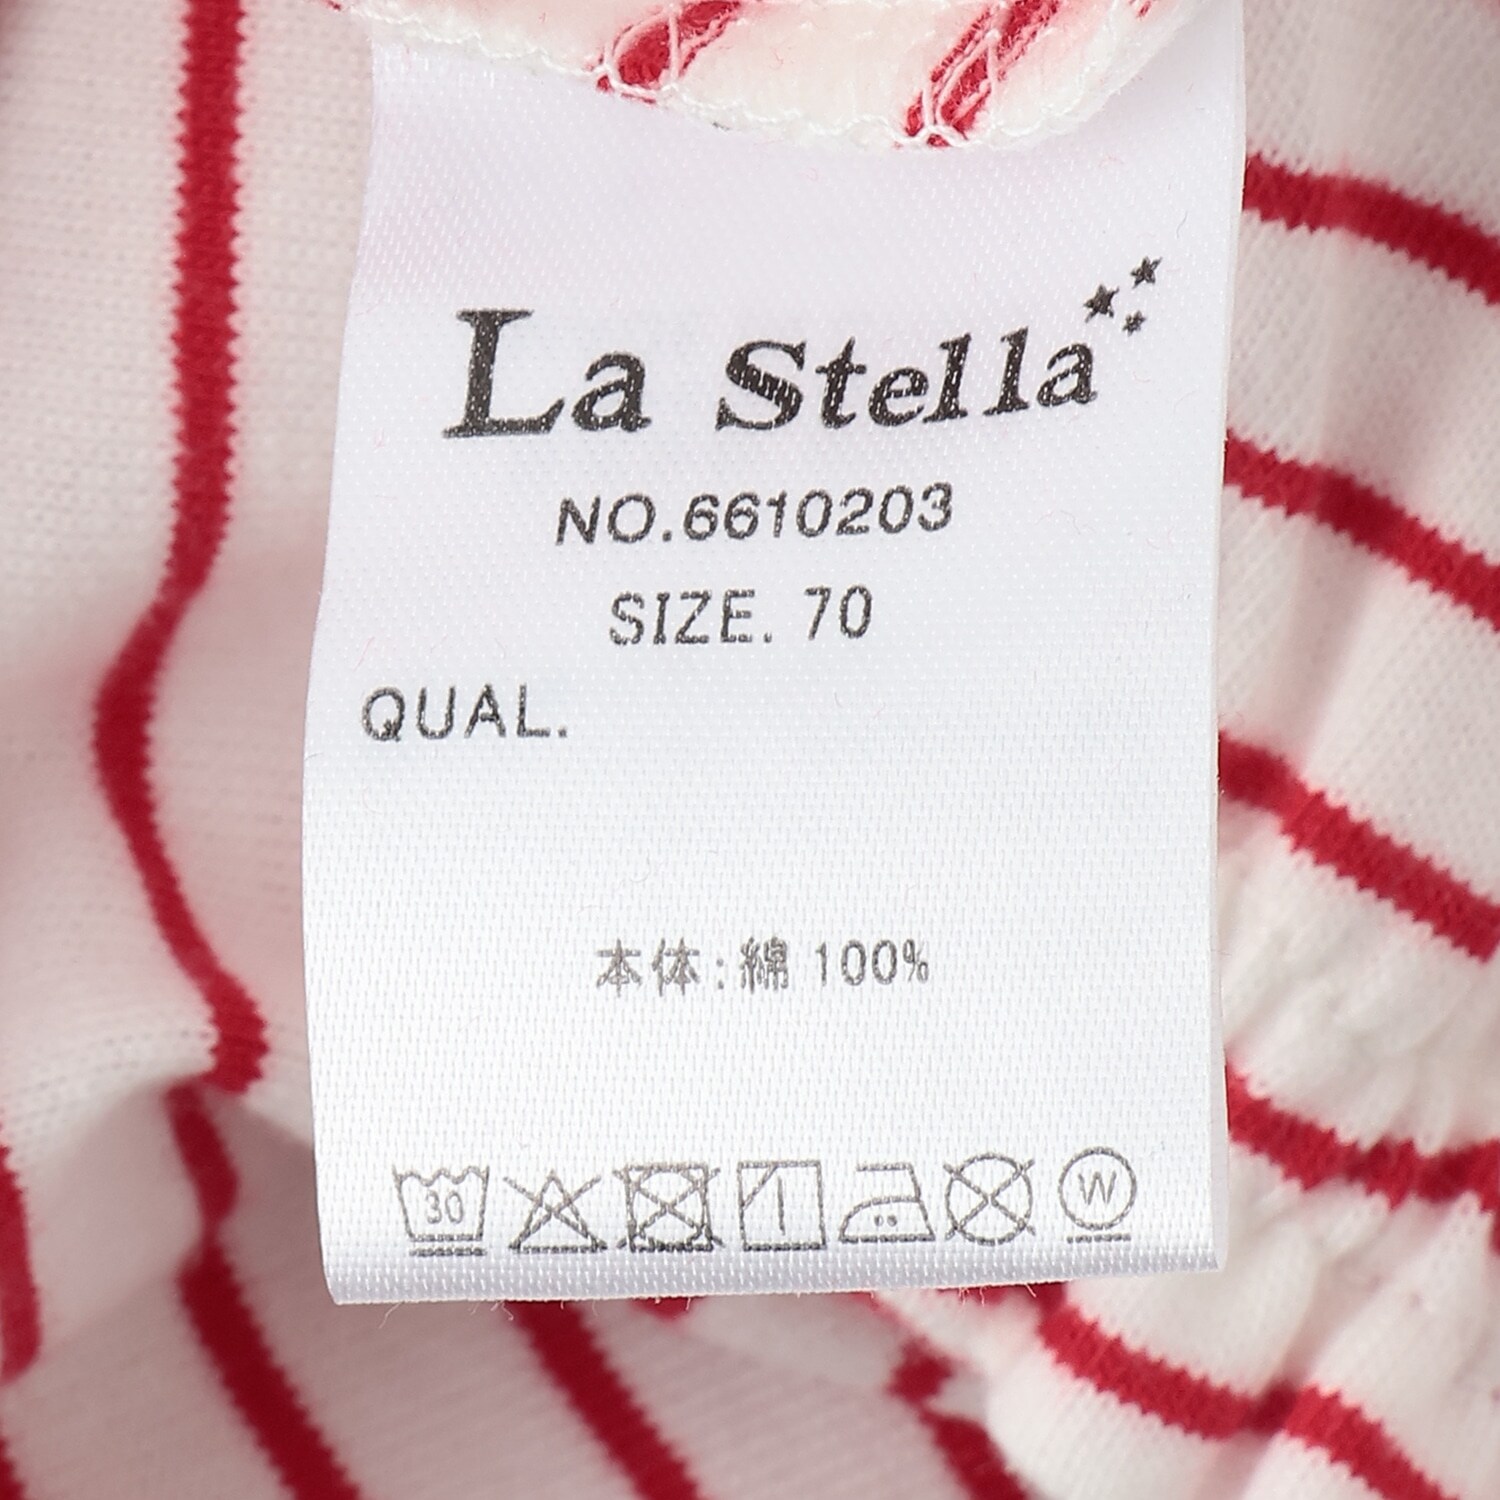 La Stella
NO.6610203
SIZE. 70
QUAL.
本体:綿 100%
30 W